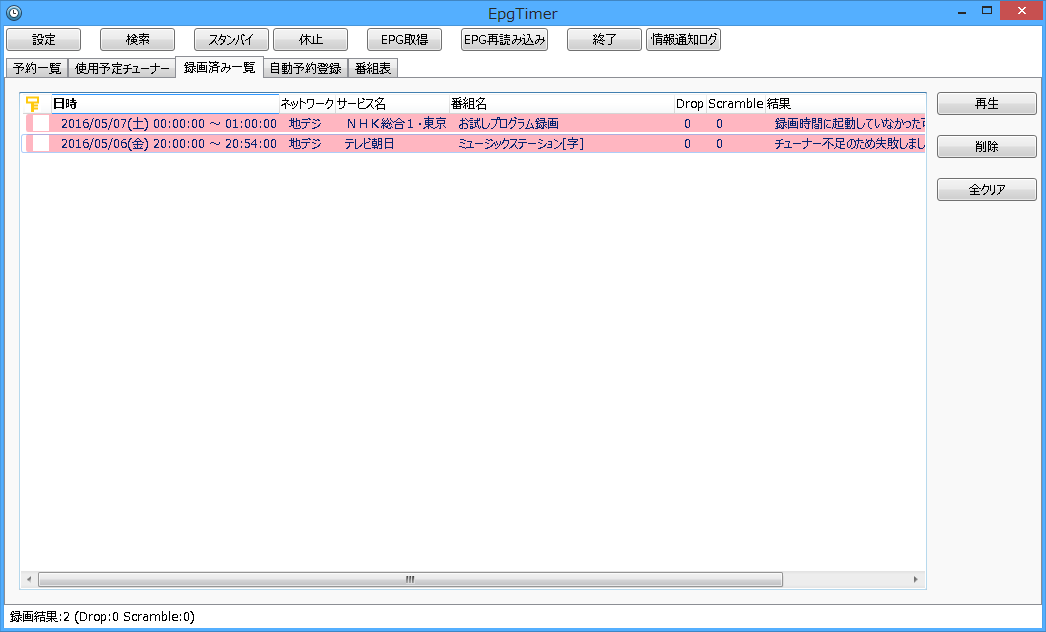 EpgTimer
設定 検索 スタンバイ 休止 EPG取得 EPG再読み込み 終了 情報通知ログ
予約一覧 使用予定チューナー 録画済み一覧 自動予約登録 番組表
日時 ネットワーク サービス名 番組名 Drop Scramble 結果
2016/05/07(土) 00:00:00 ～ 01:00:00 地デジ ＮＨＫ総合１・東京 お試しプログラム録画 0 0 録画時間に起動していなかった
2016/05/06(金) 20:00:00 ～ 20:54:00 地デジ テレビ朝日 ミュージックステーション[字] 0 0 チューナー不足のため失敗しまし
再生
削除
全クリア
録画結果:2 (Drop:0 Scramble:0)